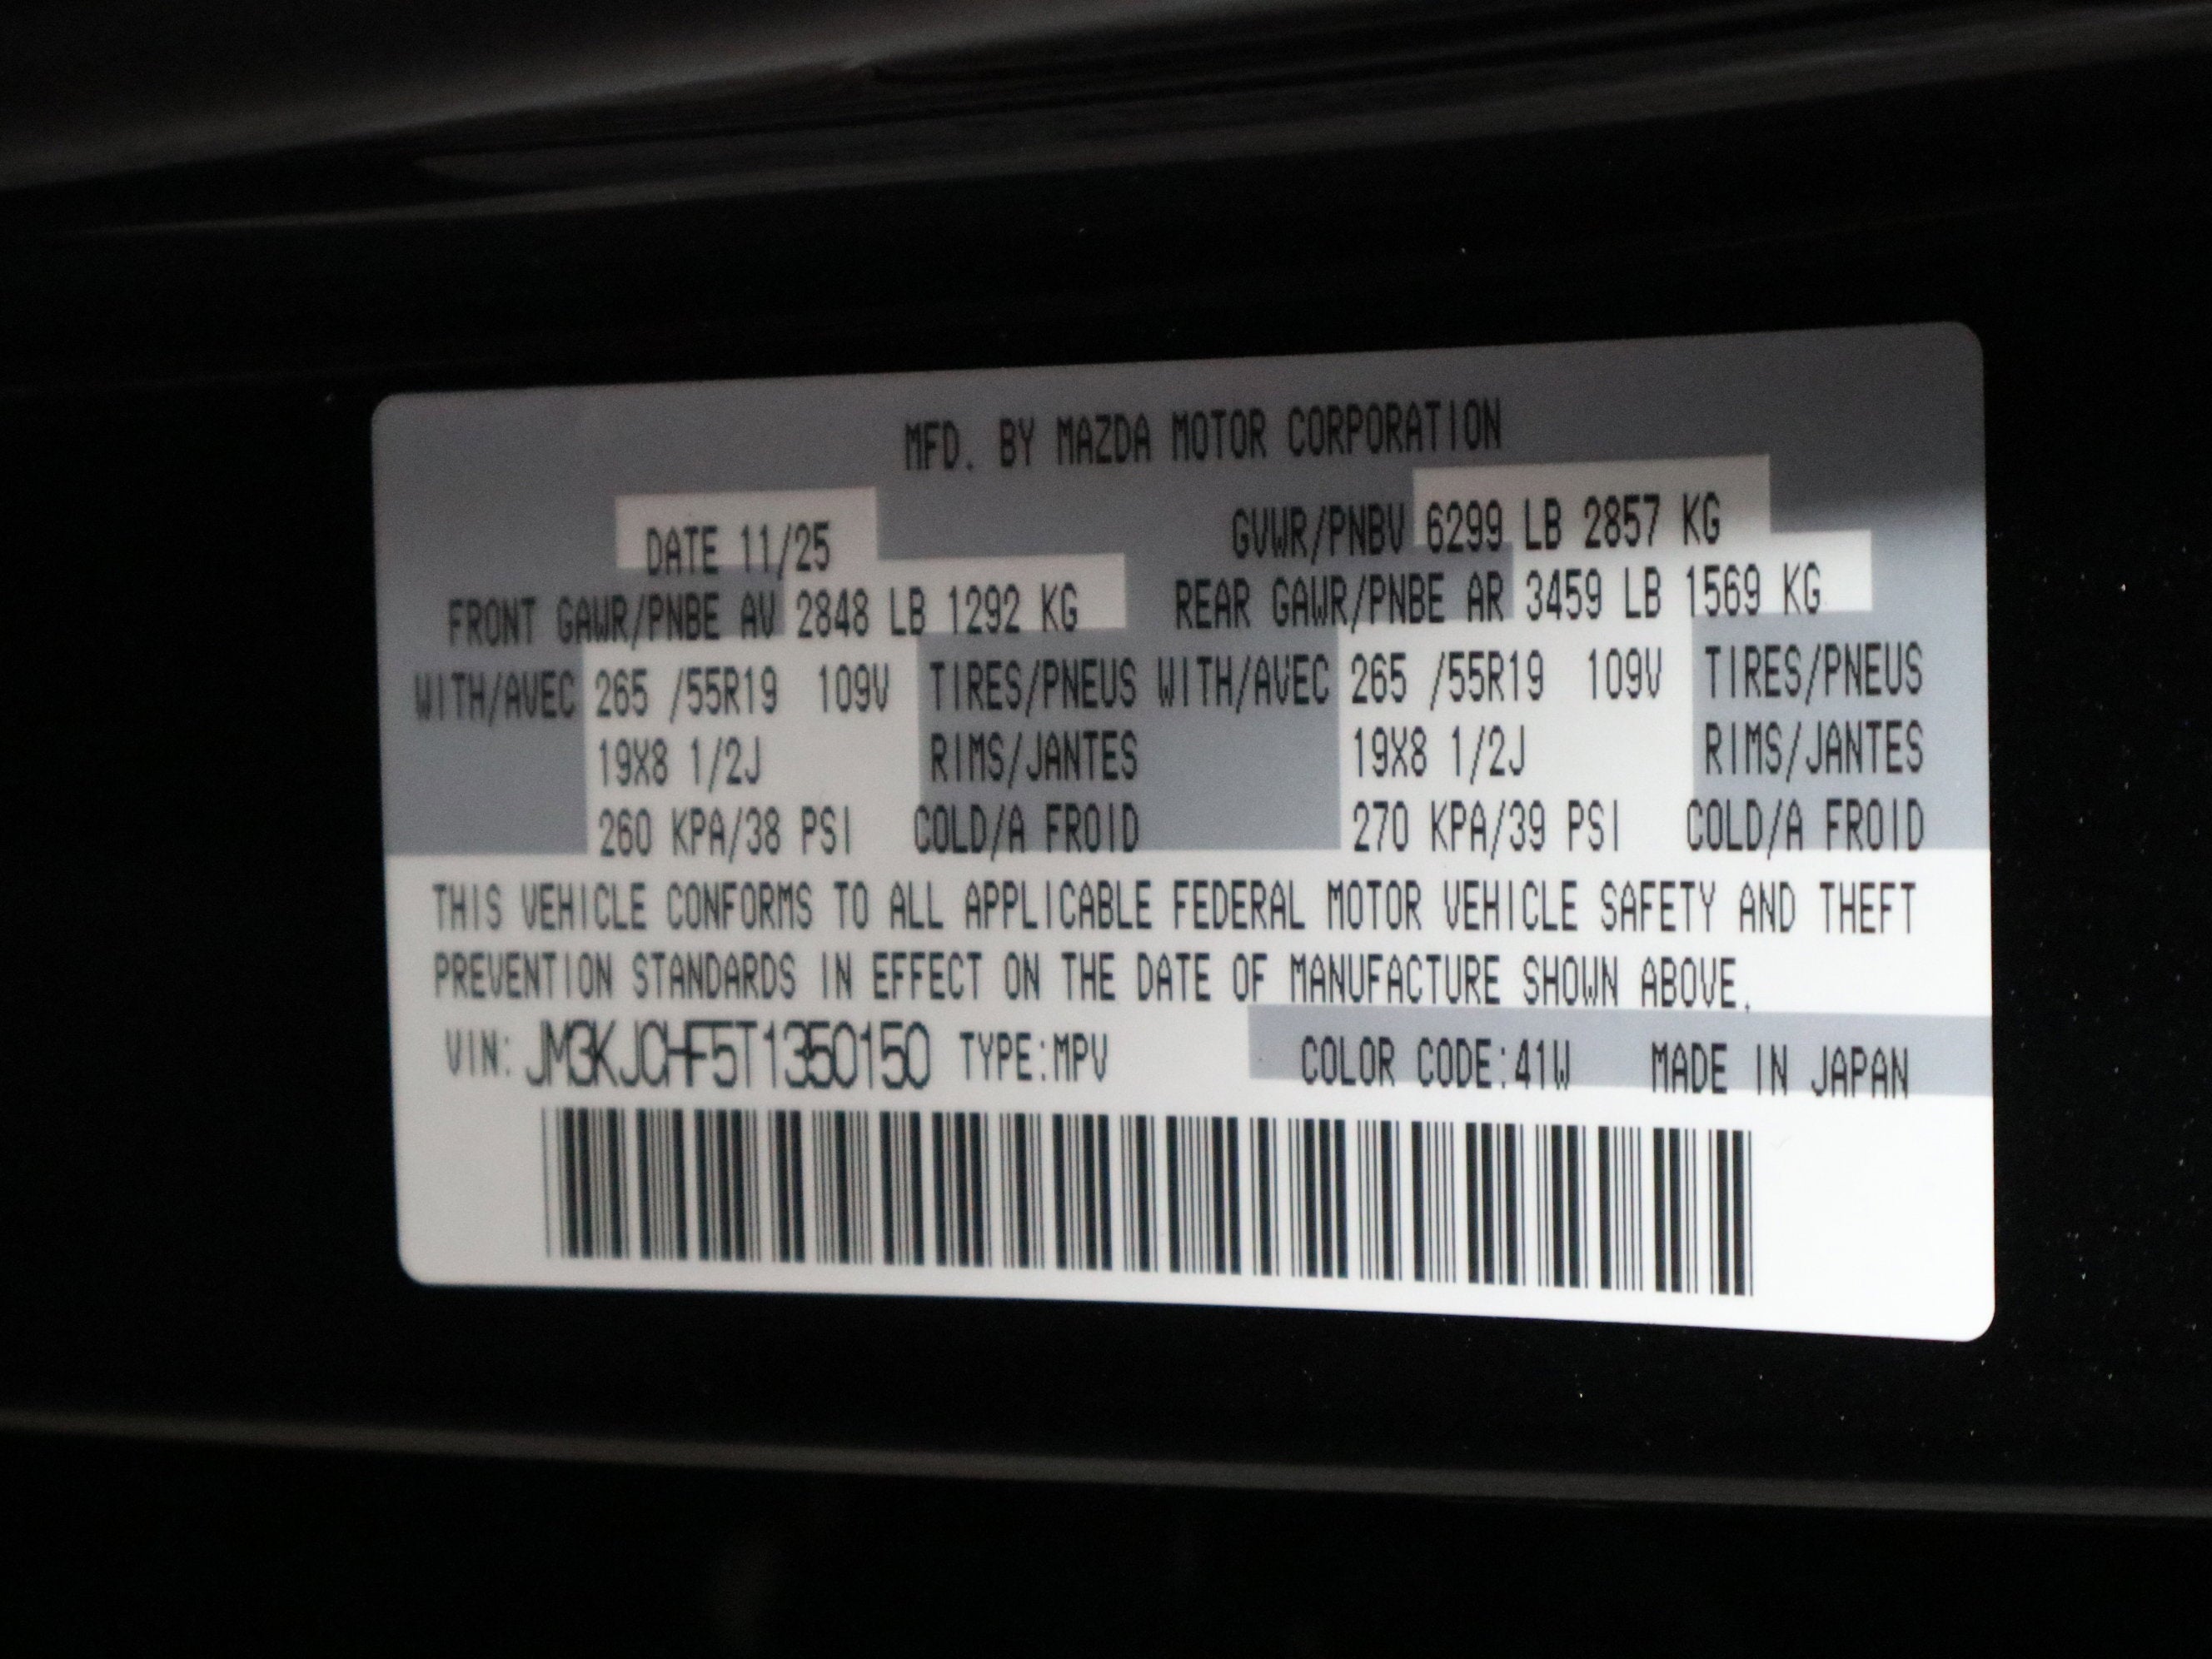 MFD. BY MAZDA MOTOR CORPORATION
DATE 11/25 GVWR/PNBV 6299 LB 2857 KG
FRONT GAWR/PNBE AV 2848 LB 1292 KG REAR GAWR/PNBE AR 3459 LB 1569 KG
WITH/AVEC 265 /55R19 109V TIRES/PNEUS WITH/AVEC 265 /55R19 109V TIRES/PNEUS
19X8 1/2J RIMS/JANTES 19X8 1/2J RIMS/JANTES
260 KPA/38 PSI COLD/A FROID 270 KPA/39 PSI COLD/A FROID
THIS VEHICLE CONFORMS TO ALL APPLICABLE FEDERAL MOTOR VEHICLE SAFETY AND THEFT
PREVENTION STANDARDS IN EFFECT ON THE DATE OF MANUFACTURE SHOWN ABOVE.
VIN: JM3KJCHF5T1350150 TYPE:MPV COLOR CODE:41W MADE IN JAPAN